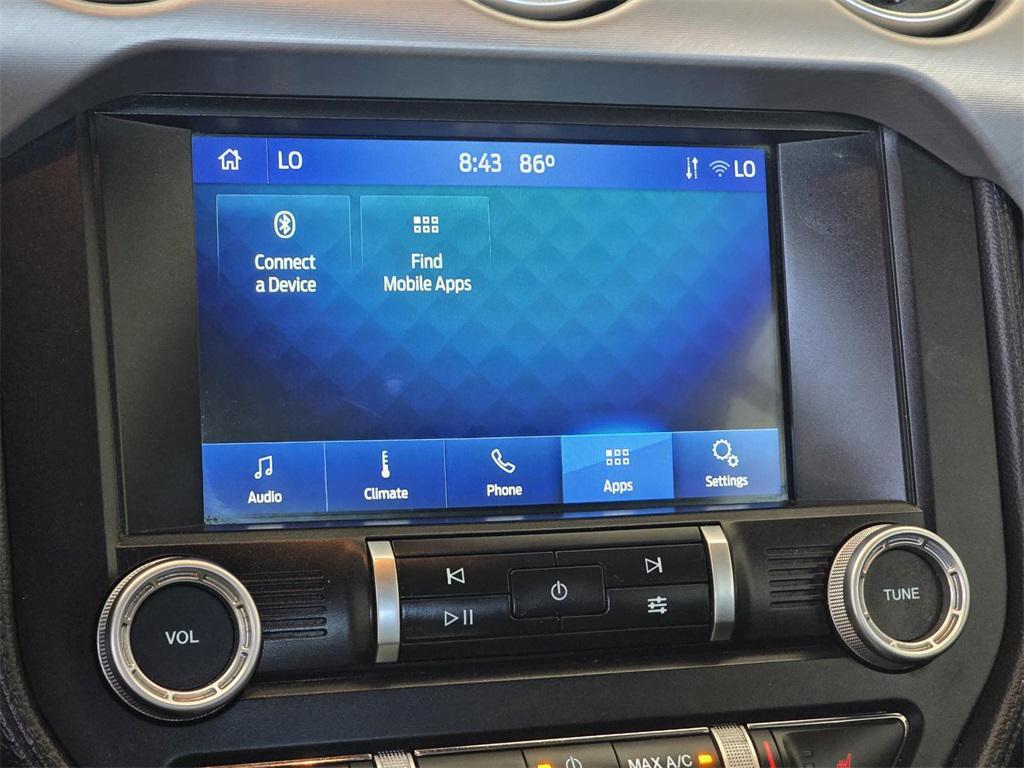 LO 8:43 86° LO
Connect
a Device
Find
Mobile Apps
Audio Climate Phone Apps Settings
VOL
TUNE
MAX A/C